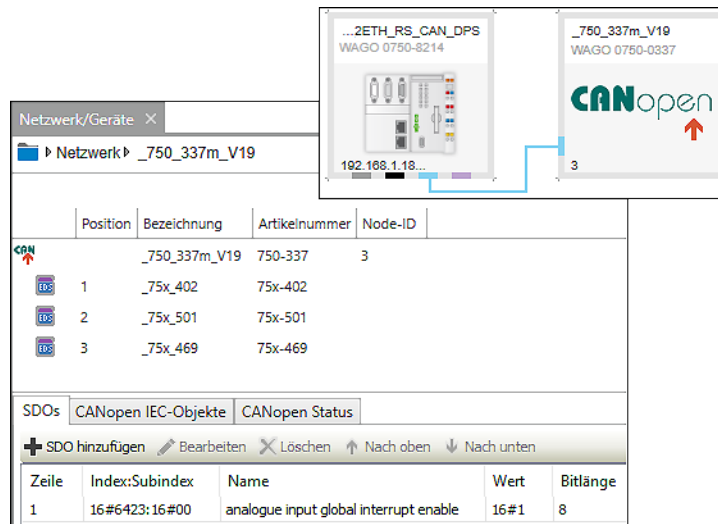 ...2ETH_RS_CAN_DPS
WAGO 0750-8214
192.168.1.18...
_750_337m_V19
WAGO 0750-0337
CANopen
3
Netzwerk/Geräte
Netzwerk _750_337m_V19
Position Bezeichnung Artikelnummer Node-ID
CAN _750_337m_V19 750-337 3
EDS 1 _75x_402 75x-402
EDS 2 _75x_501 75x-501
EDS 3 _75x_469 75x-469
SDOs CANopen IEC-Objekte CANopen Status
SDO hinzufügen Bearbeiten Löschen Nach oben Nach unten
Zeile Index:Subindex Name Wert Bitlänge
1 16#6423:16#00 analogue input global interrupt enable 16#1 8